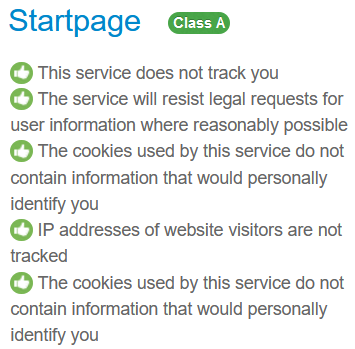 Startpage Class A
This service does not track you
The service will resist legal requests for
user information where reasonably possible
The cookies used by this service do not
contain information that would personally
identify you
IP addresses of website visitors are not
tracked
The cookies used by this service do not
contain information that would personally
identify you